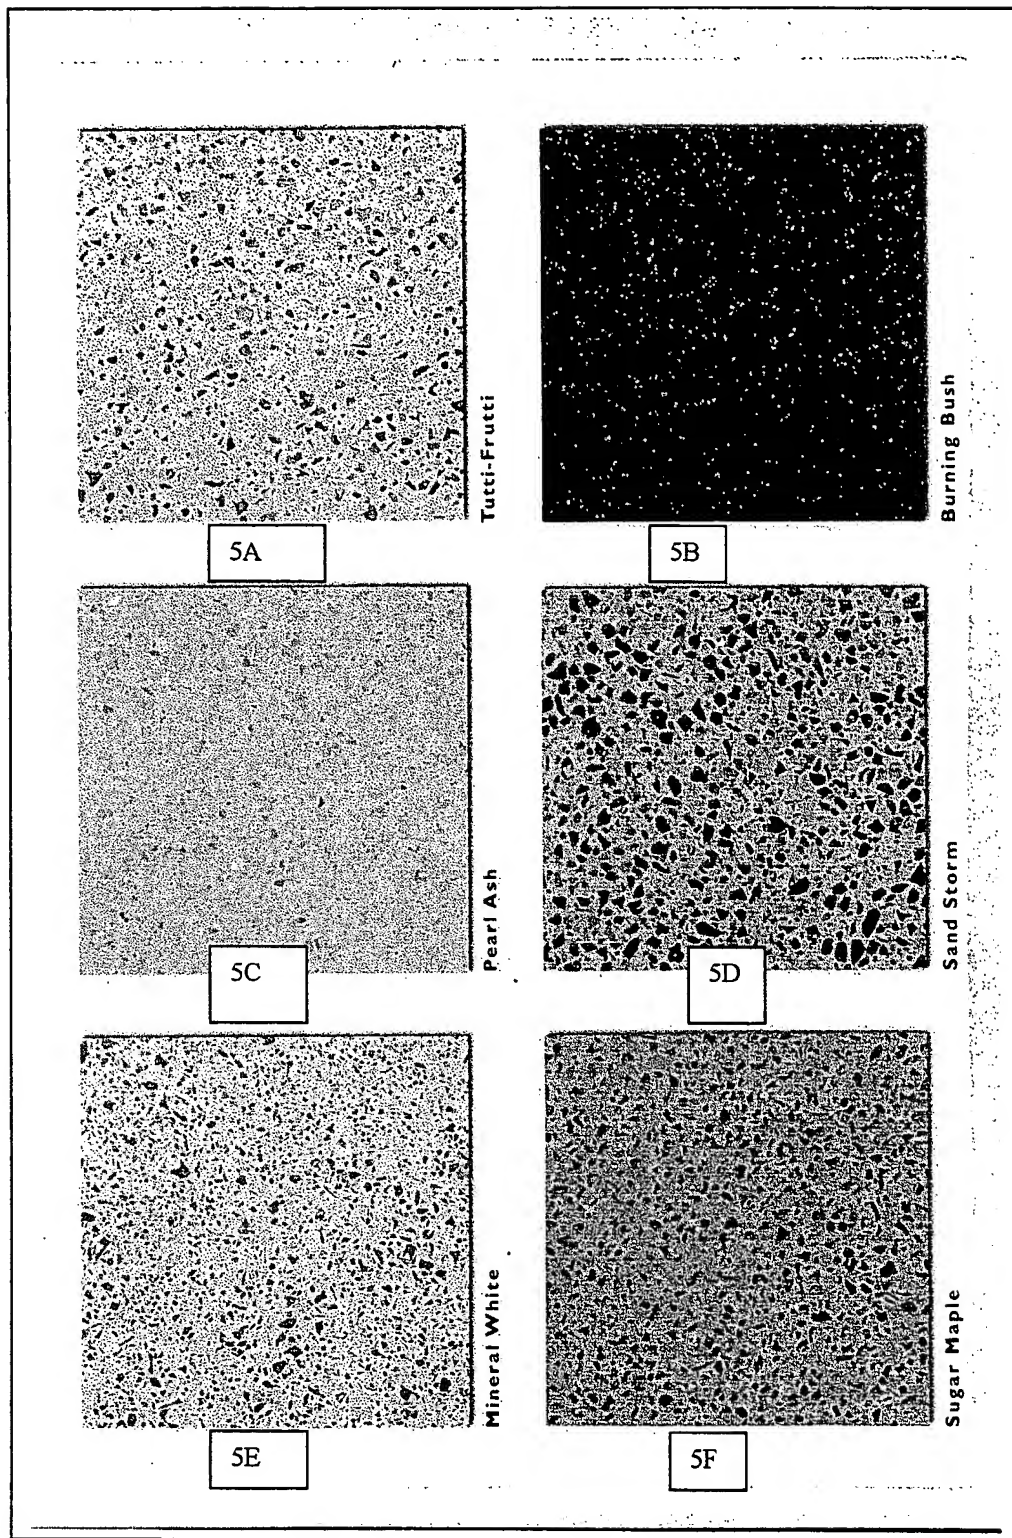 Tutti-Frutti
Burning Bush
5A
5B
Pearl Ash
Sand Storm
5C
5D
Mineral White
Sugar Maple
5E
5F